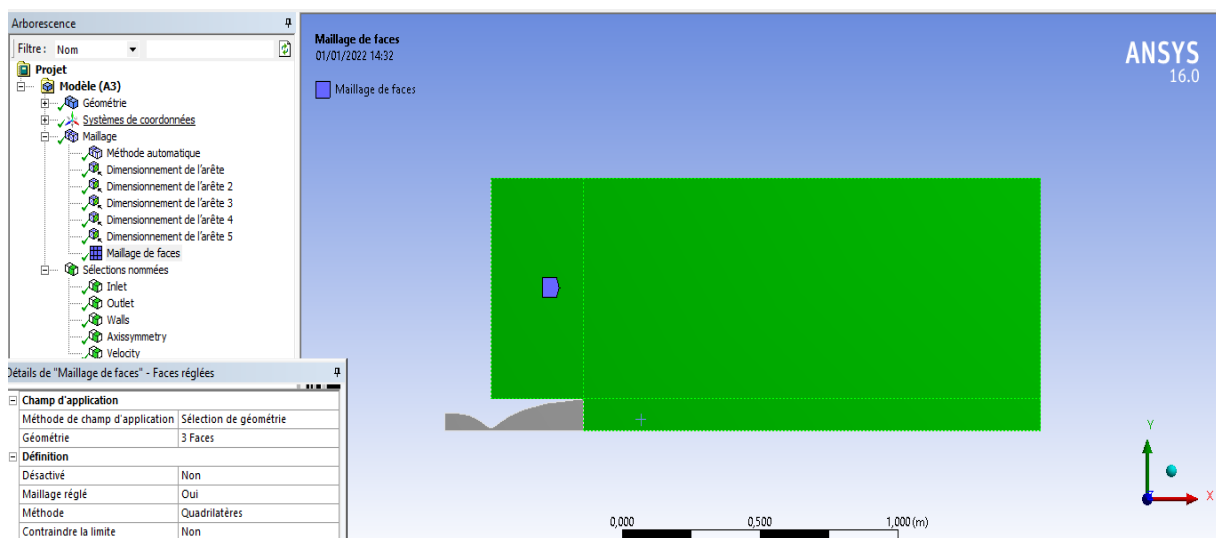 Arborescence
Filtre : Nom
Projet
Modèle (A3)
Géométrie
Systèmes de coordonnées
Maillage
Méthode automatique
Dimensionnement de l'arête
Dimensionnement de l'arête 2
Dimensionnement de l'arête 3
Dimensionnement de l'arête 4
Dimensionnement de l'arête 5
Maillage de faces
Sélections nommées
Inlet
Outlet
Walls
Axissymmetry
Velocity
Détails de "Maillage de faces" - Faces réglées
Champ d'application
Méthode de champ d'application Sélection de géométrie
Géométrie 3 Faces
Définition
Désactivé Non
Maillage réglé Oui
Méthode Quadrilatères
Contraindre la limite Non
Maillage de faces
01/01/2022 14:32
Maillage de faces
ANSYS
16.0
0,000 0,500 1,000 (m)
Y
Z
X